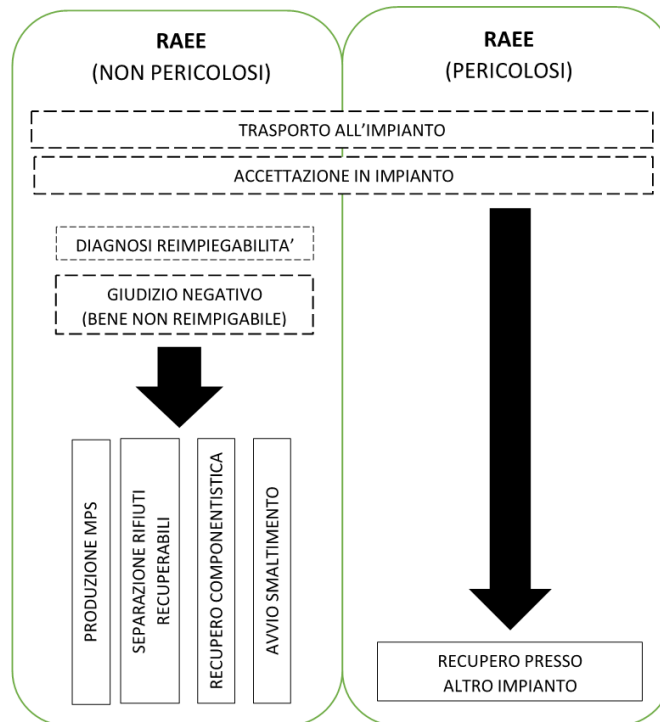 RAEE
(NON PERICOLOSI)
RAEE
(PERICOLOSI)
TRASPORTO ALL’IMPIANTO
ACCETTAZIONE IN IMPIANTO
DIAGNOSI REIMPIEGABILITA’
GIUDIZIO NEGATIVO
(BENE NON REIMPIGABILE)
PRODUZIONE MPS
SEPARAZIONE RIFIUTI
RECUPERABILI
RECUPERO COMPONENTISTICA
AVVIO SMALTIMENTO
RECUPERO PRESSO
ALTRO IMPIANTO